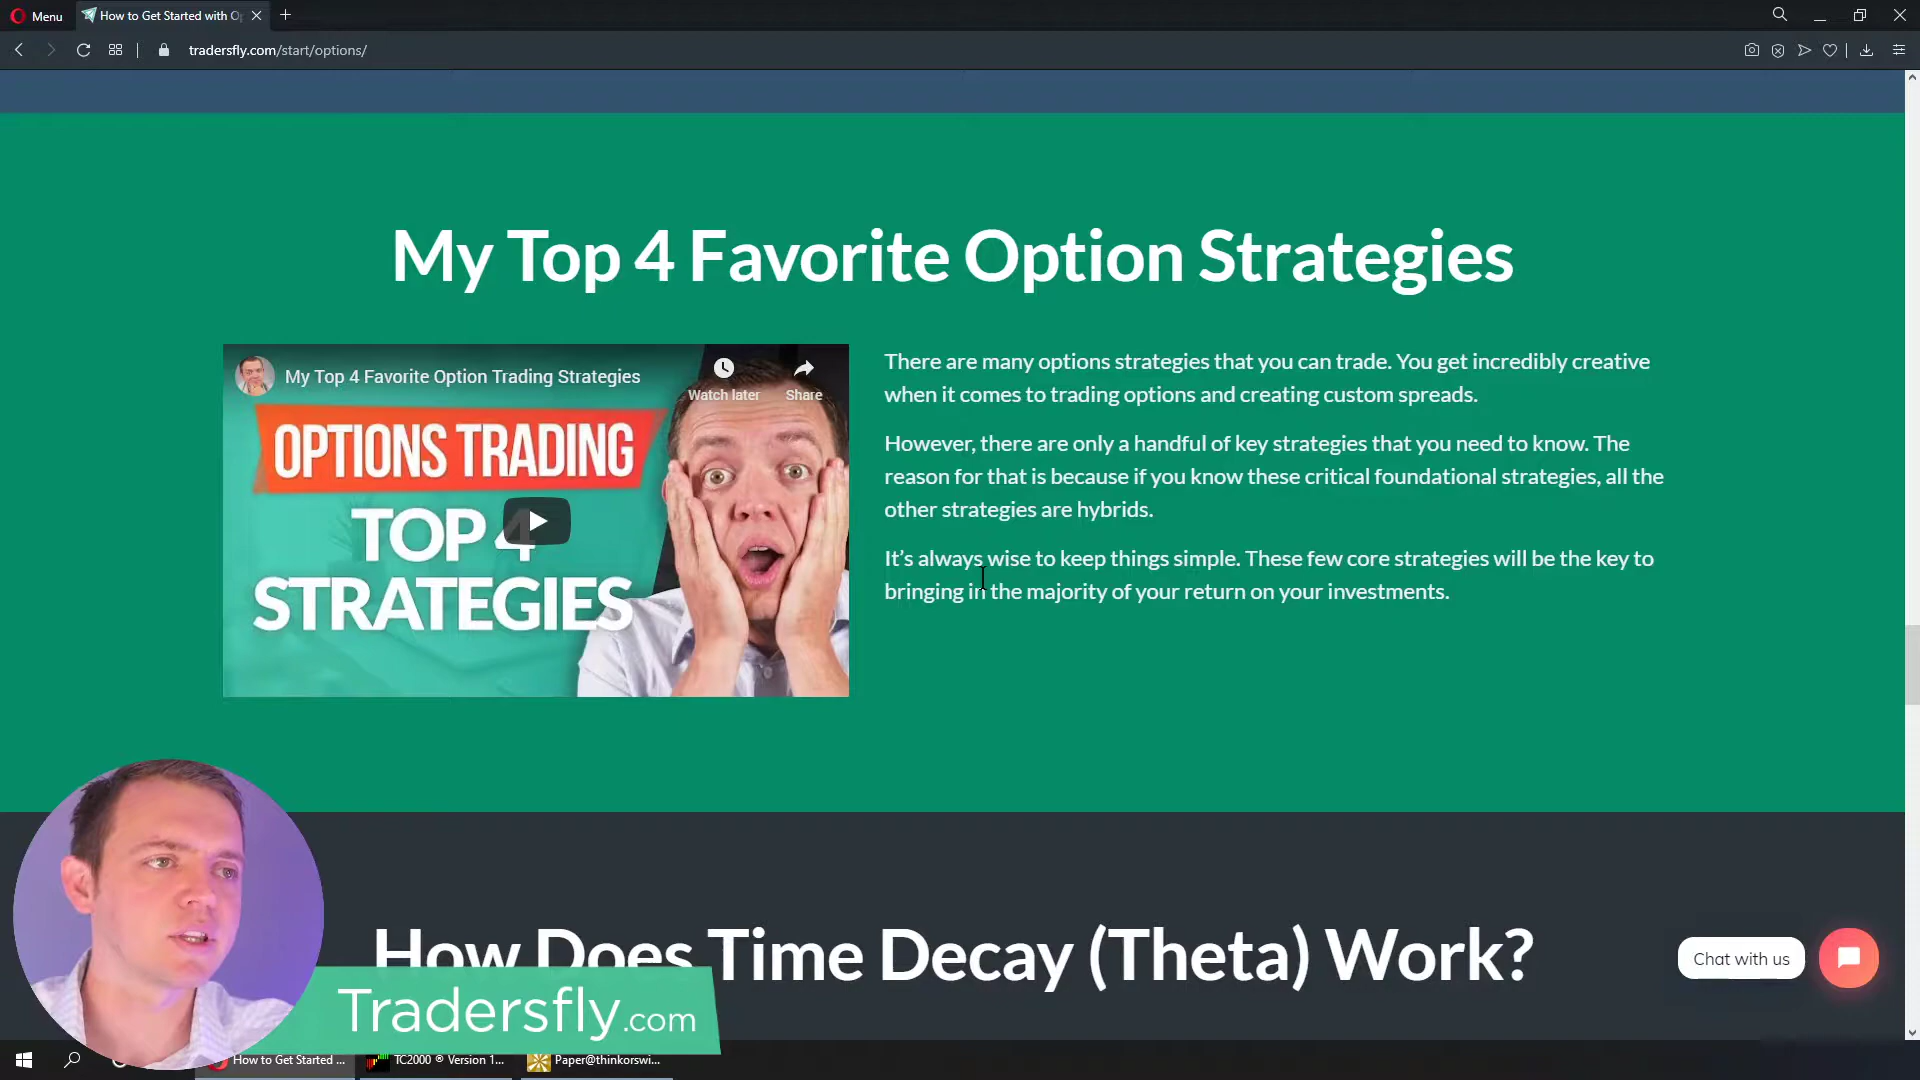 Menu
How to Get Started with Op
tradersfly.com/start/options/
My Top 4 Favorite Option Strategies
My Top 4 Favorite Option Trading Strategies
Watch later
Share
OPTIONS TRADING
TOP 4
STRATEGIES
There are many options strategies that you can trade. You get incredibly creative
when it comes to trading options and creating custom spreads.
However, there are only a handful of key strategies that you need to know. The
reason for that is because if you know these critical foundational strategies, all the
other strategies are hybrids.
It's always wise to keep things simple. These few core strategies will be the key to
bringing in the majority of your return on your investments.
How Does Time Decay (Theta) Work?
Chat with us
Tradersfly.com
How to Get Started ...
TC2000 ® Version 1...
Paper@thinkorswi...